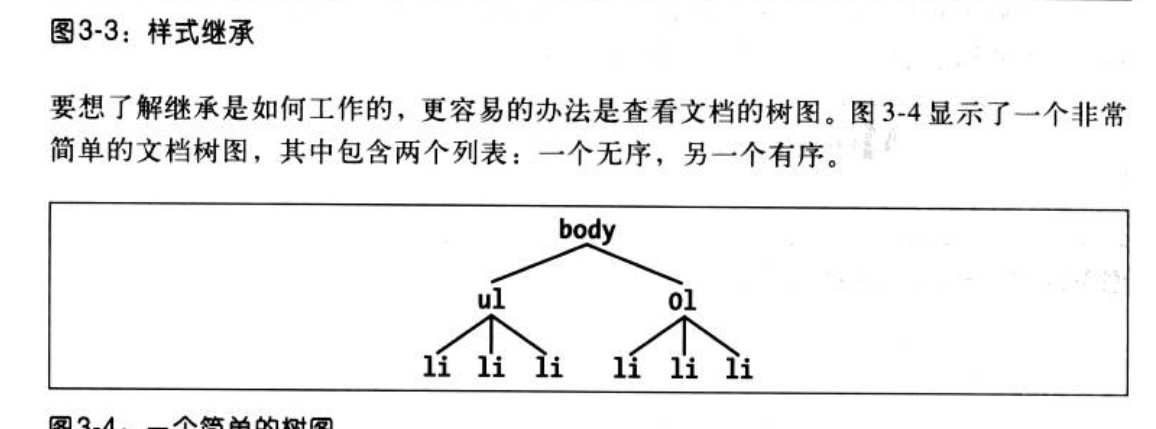 图3-3：样式继承
要想了解继承是如何工作的，更容易的办法是查看文档的树图。图3-4显示了一个非常
简单的文档树图，其中包含两个列表：一个无序，另一个有序。
body
ul ol
li li li li li li
图3-4：一个简单的树图